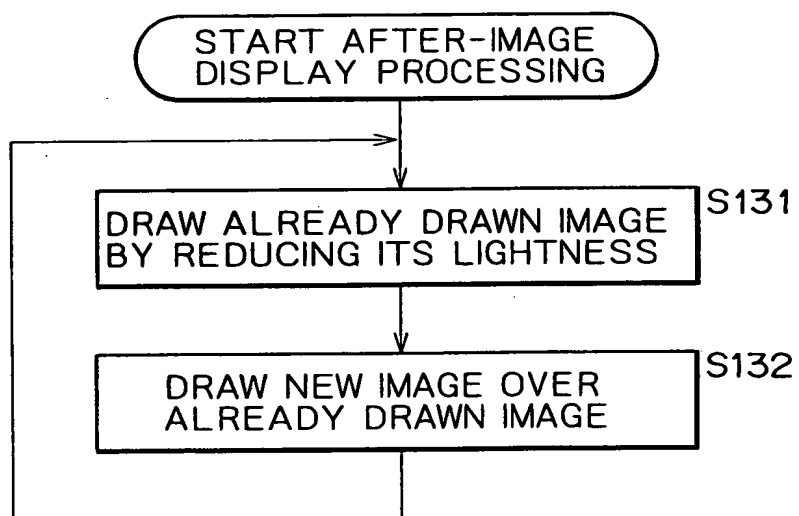 START AFTER-IMAGE
DISPLAY PROCESSING
S131
DRAW ALREADY DRAWN IMAGE
BY REDUCING ITS LIGHTNESS
S132
DRAW NEW IMAGE OVER
ALREADY DRAWN IMAGE